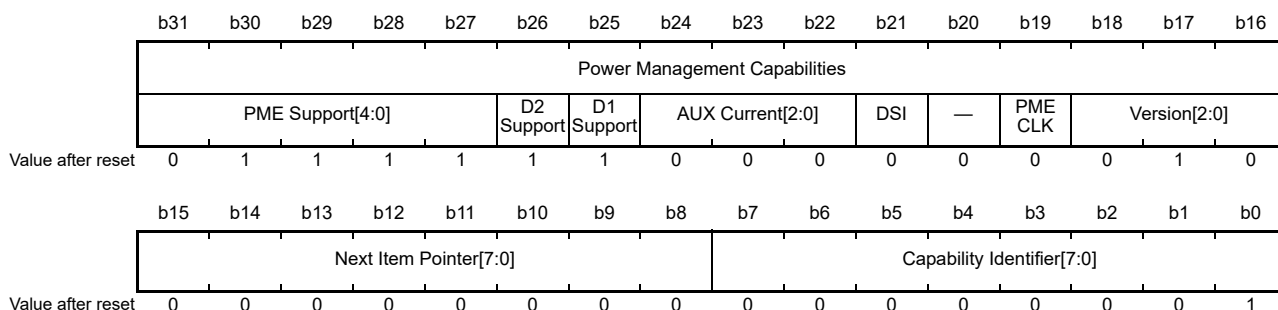 b31 b30 b29 b28 b27 b26 b25 b24 b23 b22 b21 b20 b19 b18 b17 b16
Power Management Capabilities
PME Support[4:0] D2 Support D1 Support AUX Current[2:0] DSI — PME CLK Version[2:0]
Value after reset 0 1 1 1 1 1 1 0 0 0 0 0 0 0 1 0
b15 b14 b13 b12 b11 b10 b9 b8 b7 b6 b5 b4 b3 b2 b1 b0
Next Item Pointer[7:0] Capability Identifier[7:0]
Value after reset 0 0 0 0 0 0 0 0 0 0 0 0 0 0 0 1